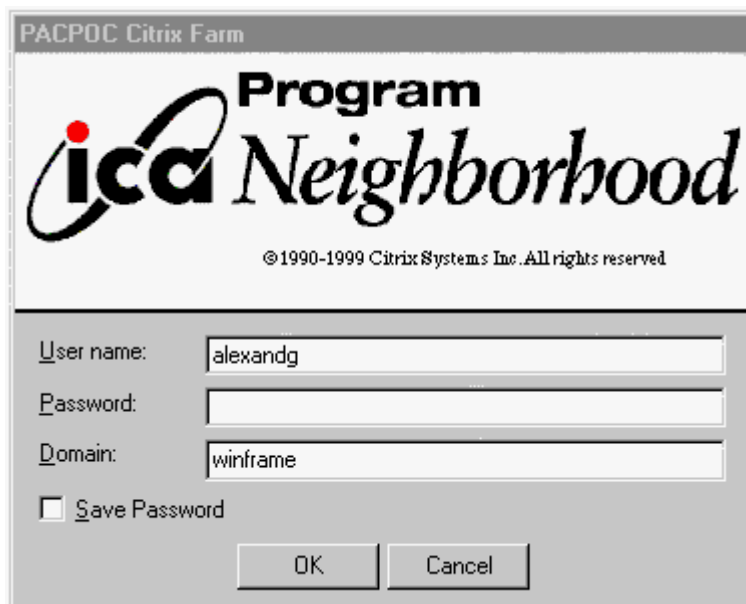 PACPOC Citrix Farm
Program
ica Neighborhood
©1990-1999 Citrix Systems Inc. All rights reserved
User name: alexandg
Password:
Domain: winframe
Save Password
OK Cancel